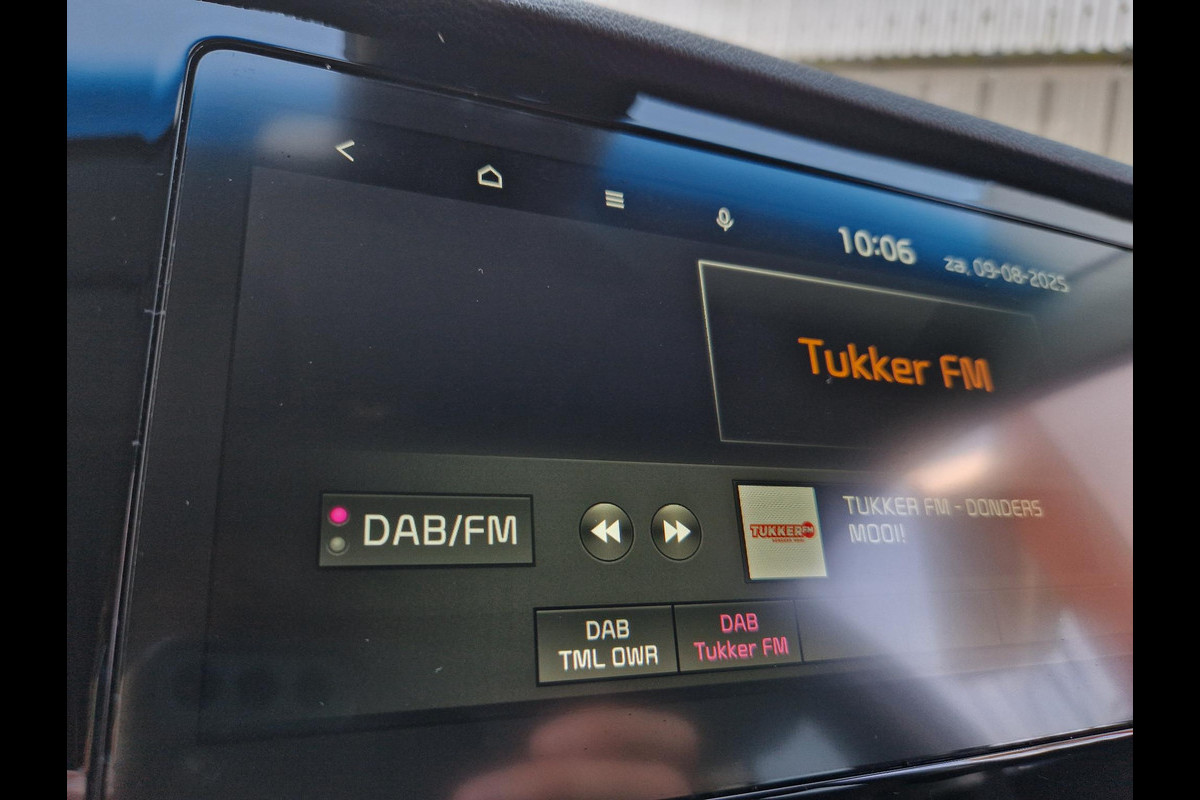 10:06
za, 09-08-2025
Tukker FM
DAB/FM
TUKKER FM
TUKKER FM - DONDERS
MOOI!
DAB
TML OWR
DAB
Tukker FM